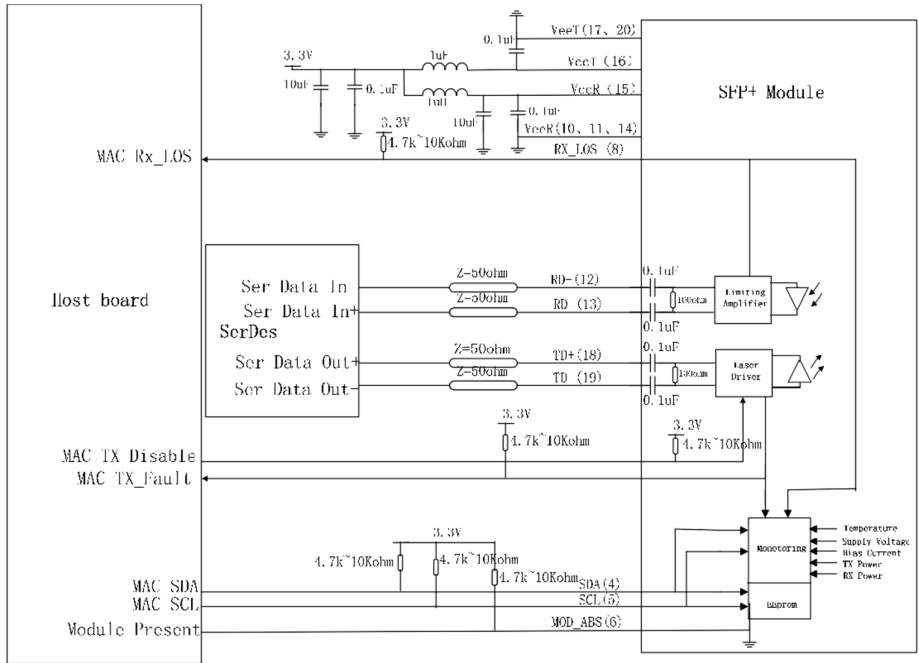 VeeT(17、20)
0.1uF
3.3V
1uF
VccT (16)
10uF
0.1uF
1uH
VccR (15)
SFP+ Module
10uF
0.1uF
3.3V
VeeR(10, 11, 14)
4.7k~10Kohm
RX_LOS (8)
MAC Rx_LOS
Host board
SerDes
Ser Data In
Z=50ohm
RD-(12)
0.1uF
Ser Data In+
Z=50ohm
RD (13)
0.1uF
100ohm
Limiting
Amplifier
Ser Data Out+
Z=50ohm
TD+(18)
0.1uF
Ser Data Out-
Z=50ohm
TD (19)
0.1uF
100ohm
Laser
Driver
3.3V
4.7k~10Kohm
3.3V
4.7k~10Kohm
MAC TX Disable
MAC TX_Fault
Monotoring
Temperature
Supply Voltage
Bias Current
TX Power
RX Power
3.3V
4.7k~10Kohm
4.7k~10Kohm
4.7k~10Kohm
MAC SDA
SDA(4)
MAC SCL
SCL(5)
EEprom
Module Present
MOD_ABS(6)